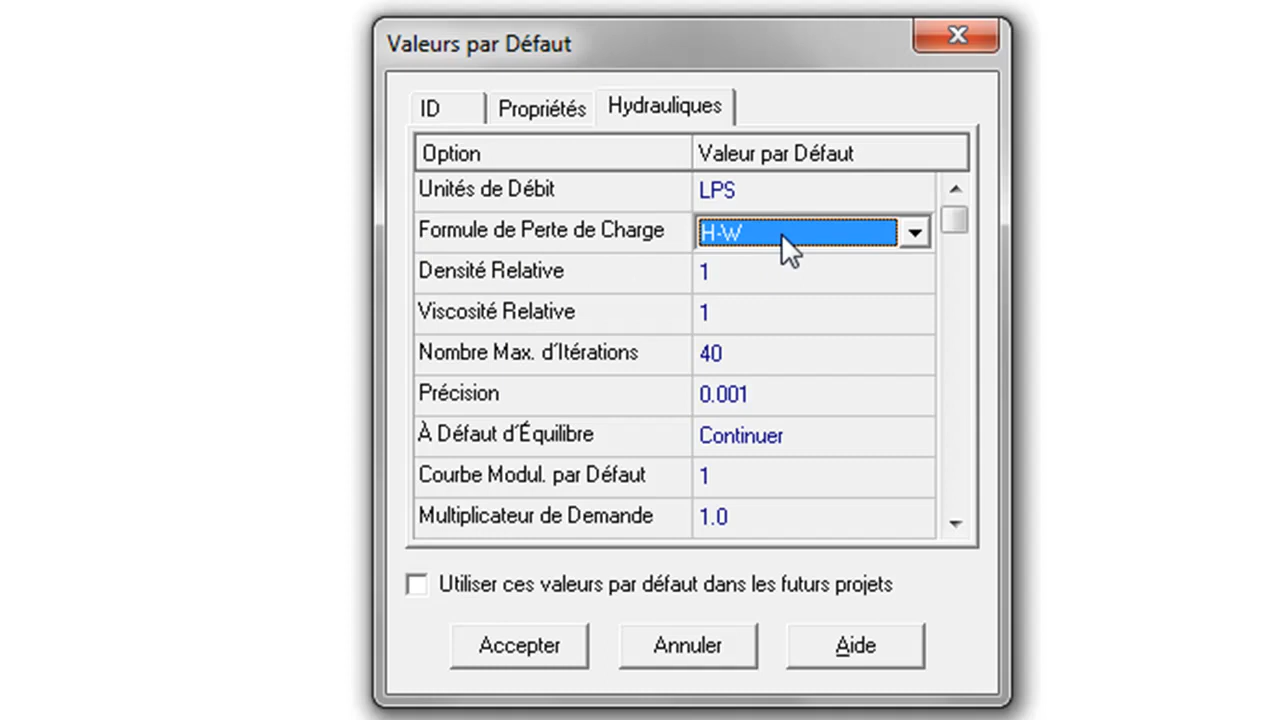 Valeurs par Défaut
ID Propriétés Hydrauliques
Option Valeur par Défaut
Unités de Débit LPS
Formule de Perte de Charge H-W
Densité Relative 1
Viscosité Relative 1
Nombre Max. d´Itérations 40
Précision 0.001
À Défaut d´Équilibre Continuer
Courbe Modul. par Défaut 1
Multiplicateur de Demande 1.0
Utiliser ces valeurs par défaut dans les futurs projets
Accepter Annuler Aide